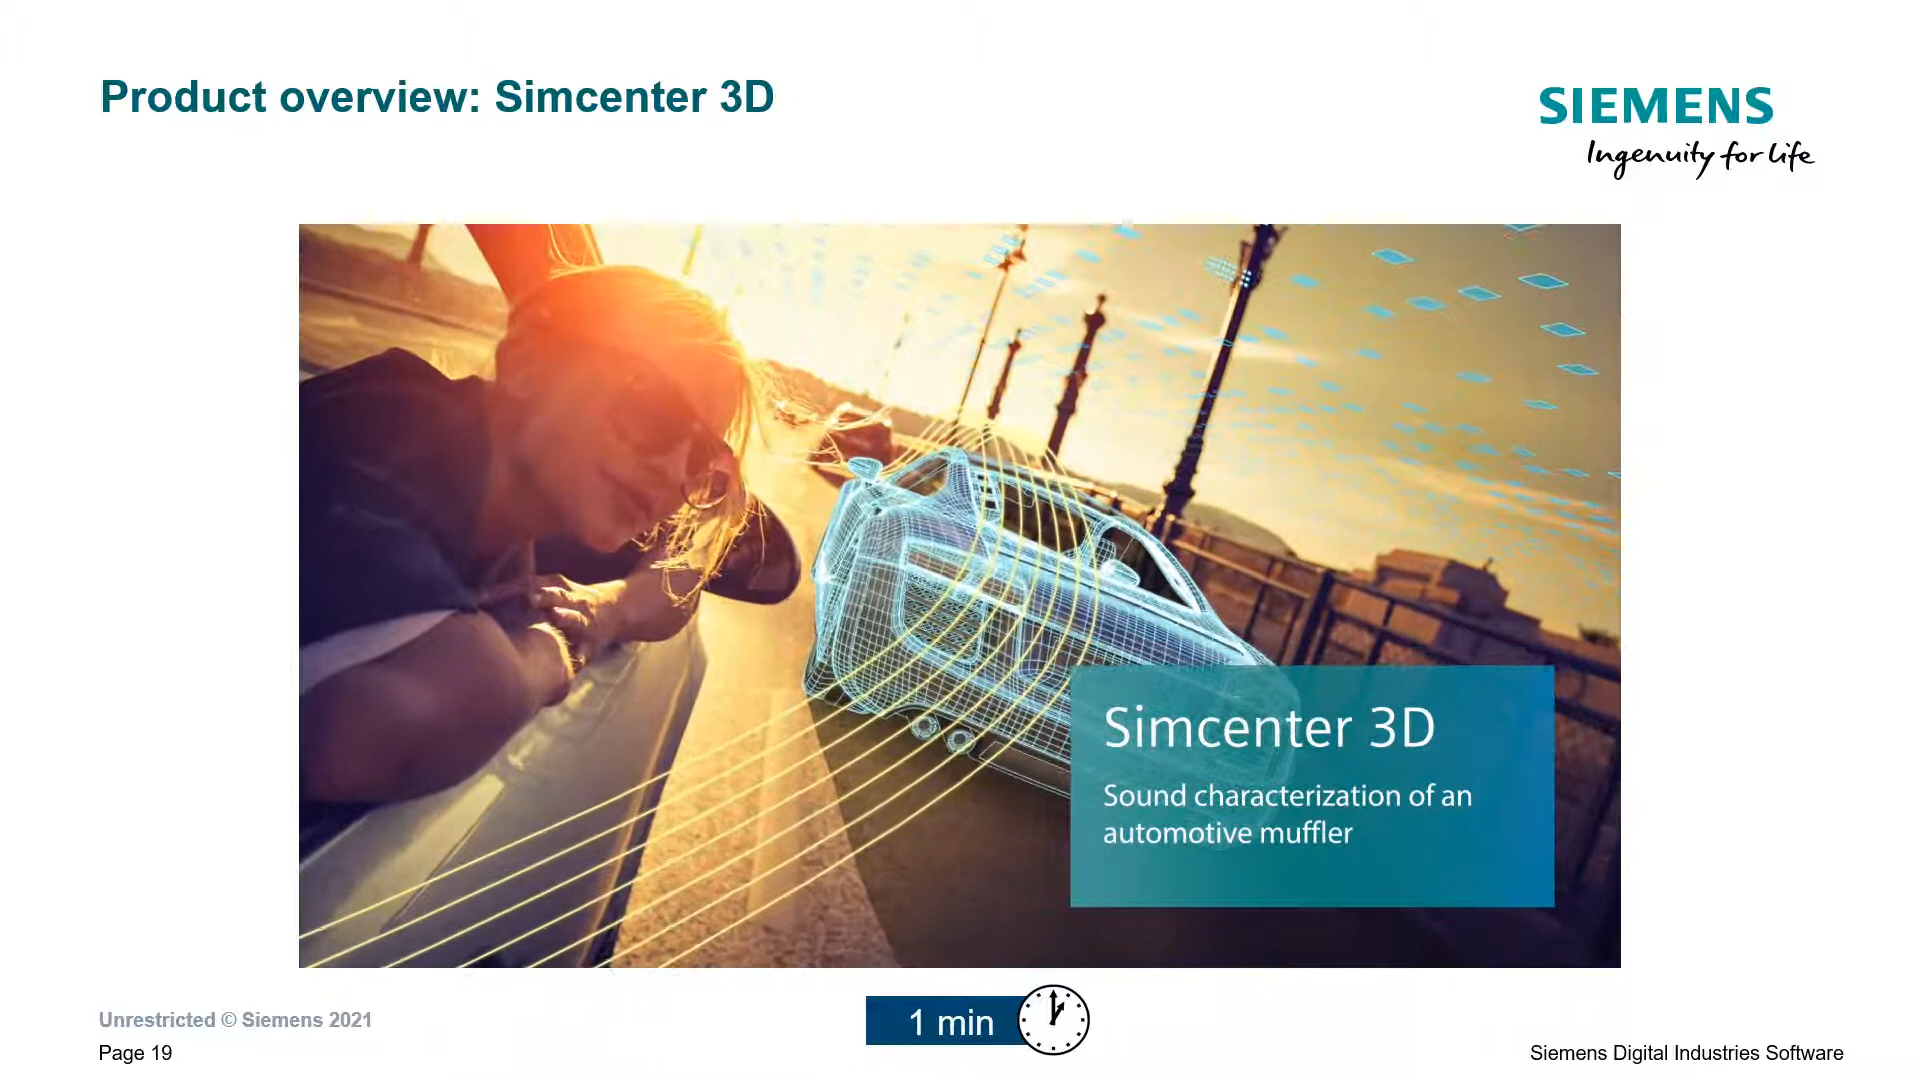 Product overview: Simcenter 3D
SIEMENS
Ingenuity for life
Simcenter 3D
Sound characterization of an
automotive muffler
Unrestricted © Siemens 2021
1 min
Page 19
Siemens Digital Industries Software